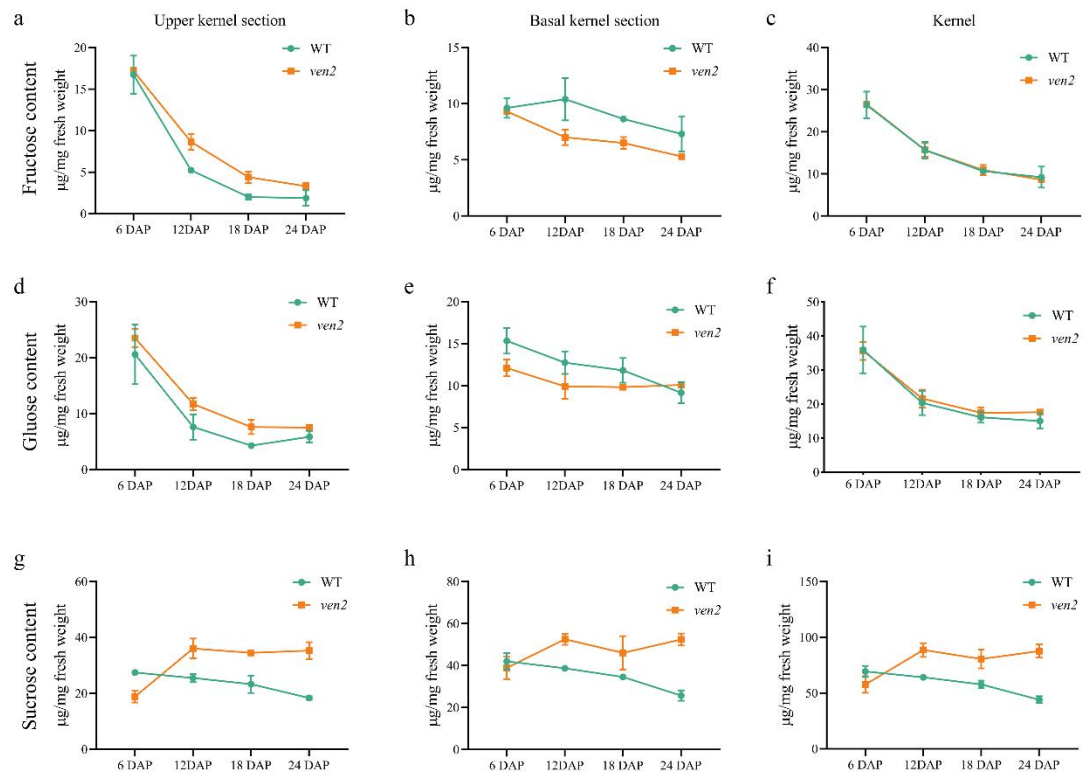 a Upper kernel section b Basal kernel section c Kernel
Fructose content
μg/mg fresh weight
20
15
10
5
0
6 DAP 12DAP 18 DAP 24 DAP
WT
ven2
μg/mg fresh weight
15
10
5
0
6 DAP 12DAP 18 DAP 24 DAP
WT
ven2
μg/mg fresh weight
40
30
20
10
0
6 DAP 12DAP 18 DAP 24 DAP
WT
ven2
d e f
Gluose content
μg/mg fresh weight
30
20
10
0
6 DAP 12DAP 18 DAP 24 DAP
WT
ven2
μg/mg fresh weight
20
15
10
5
0
6 DAP 12DAP 18 DAP 24 DAP
WT
ven2
μg/mg fresh weight
50
40
30
20
10
0
6 DAP 12DAP 18 DAP 24 DAP
WT
ven2
g h i
Sucrose content
μg/mg fresh weight
60
40
20
0
6 DAP 12DAP 18 DAP 24 DAP
WT
ven2
μg/mg fresh weight
80
60
40
20
0
6 DAP 12DAP 18 DAP 24 DAP
WT
ven2
μg/mg fresh weight
150
100
50
0
6 DAP 12DAP 18 DAP 24 DAP
WT
ven2